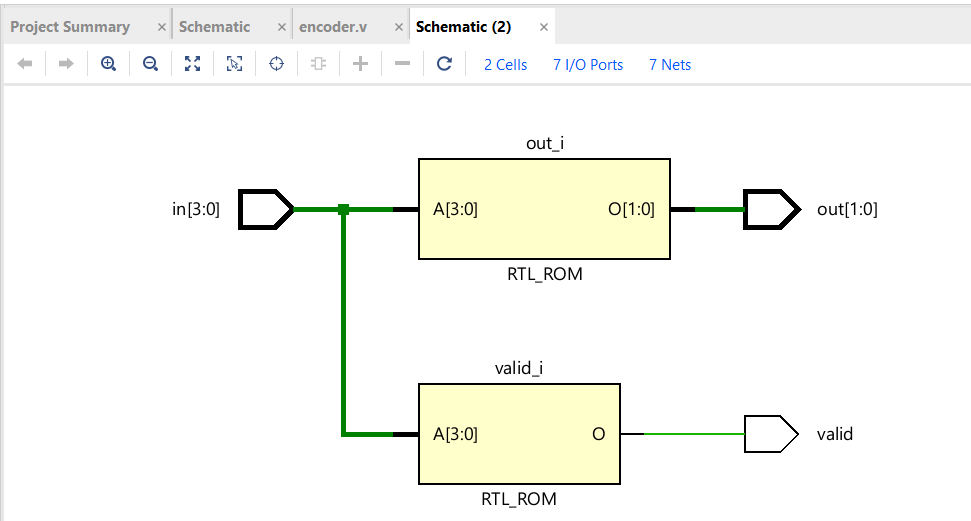 Project Summary × Schematic × encoder.v × Schematic (2) ×
2 Cells 7 I/O Ports 7 Nets
out_i
in[3:0] A[3:0] O[1:0] out[1:0]
RTL_ROM
valid_i
A[3:0] O valid
RTL_ROM